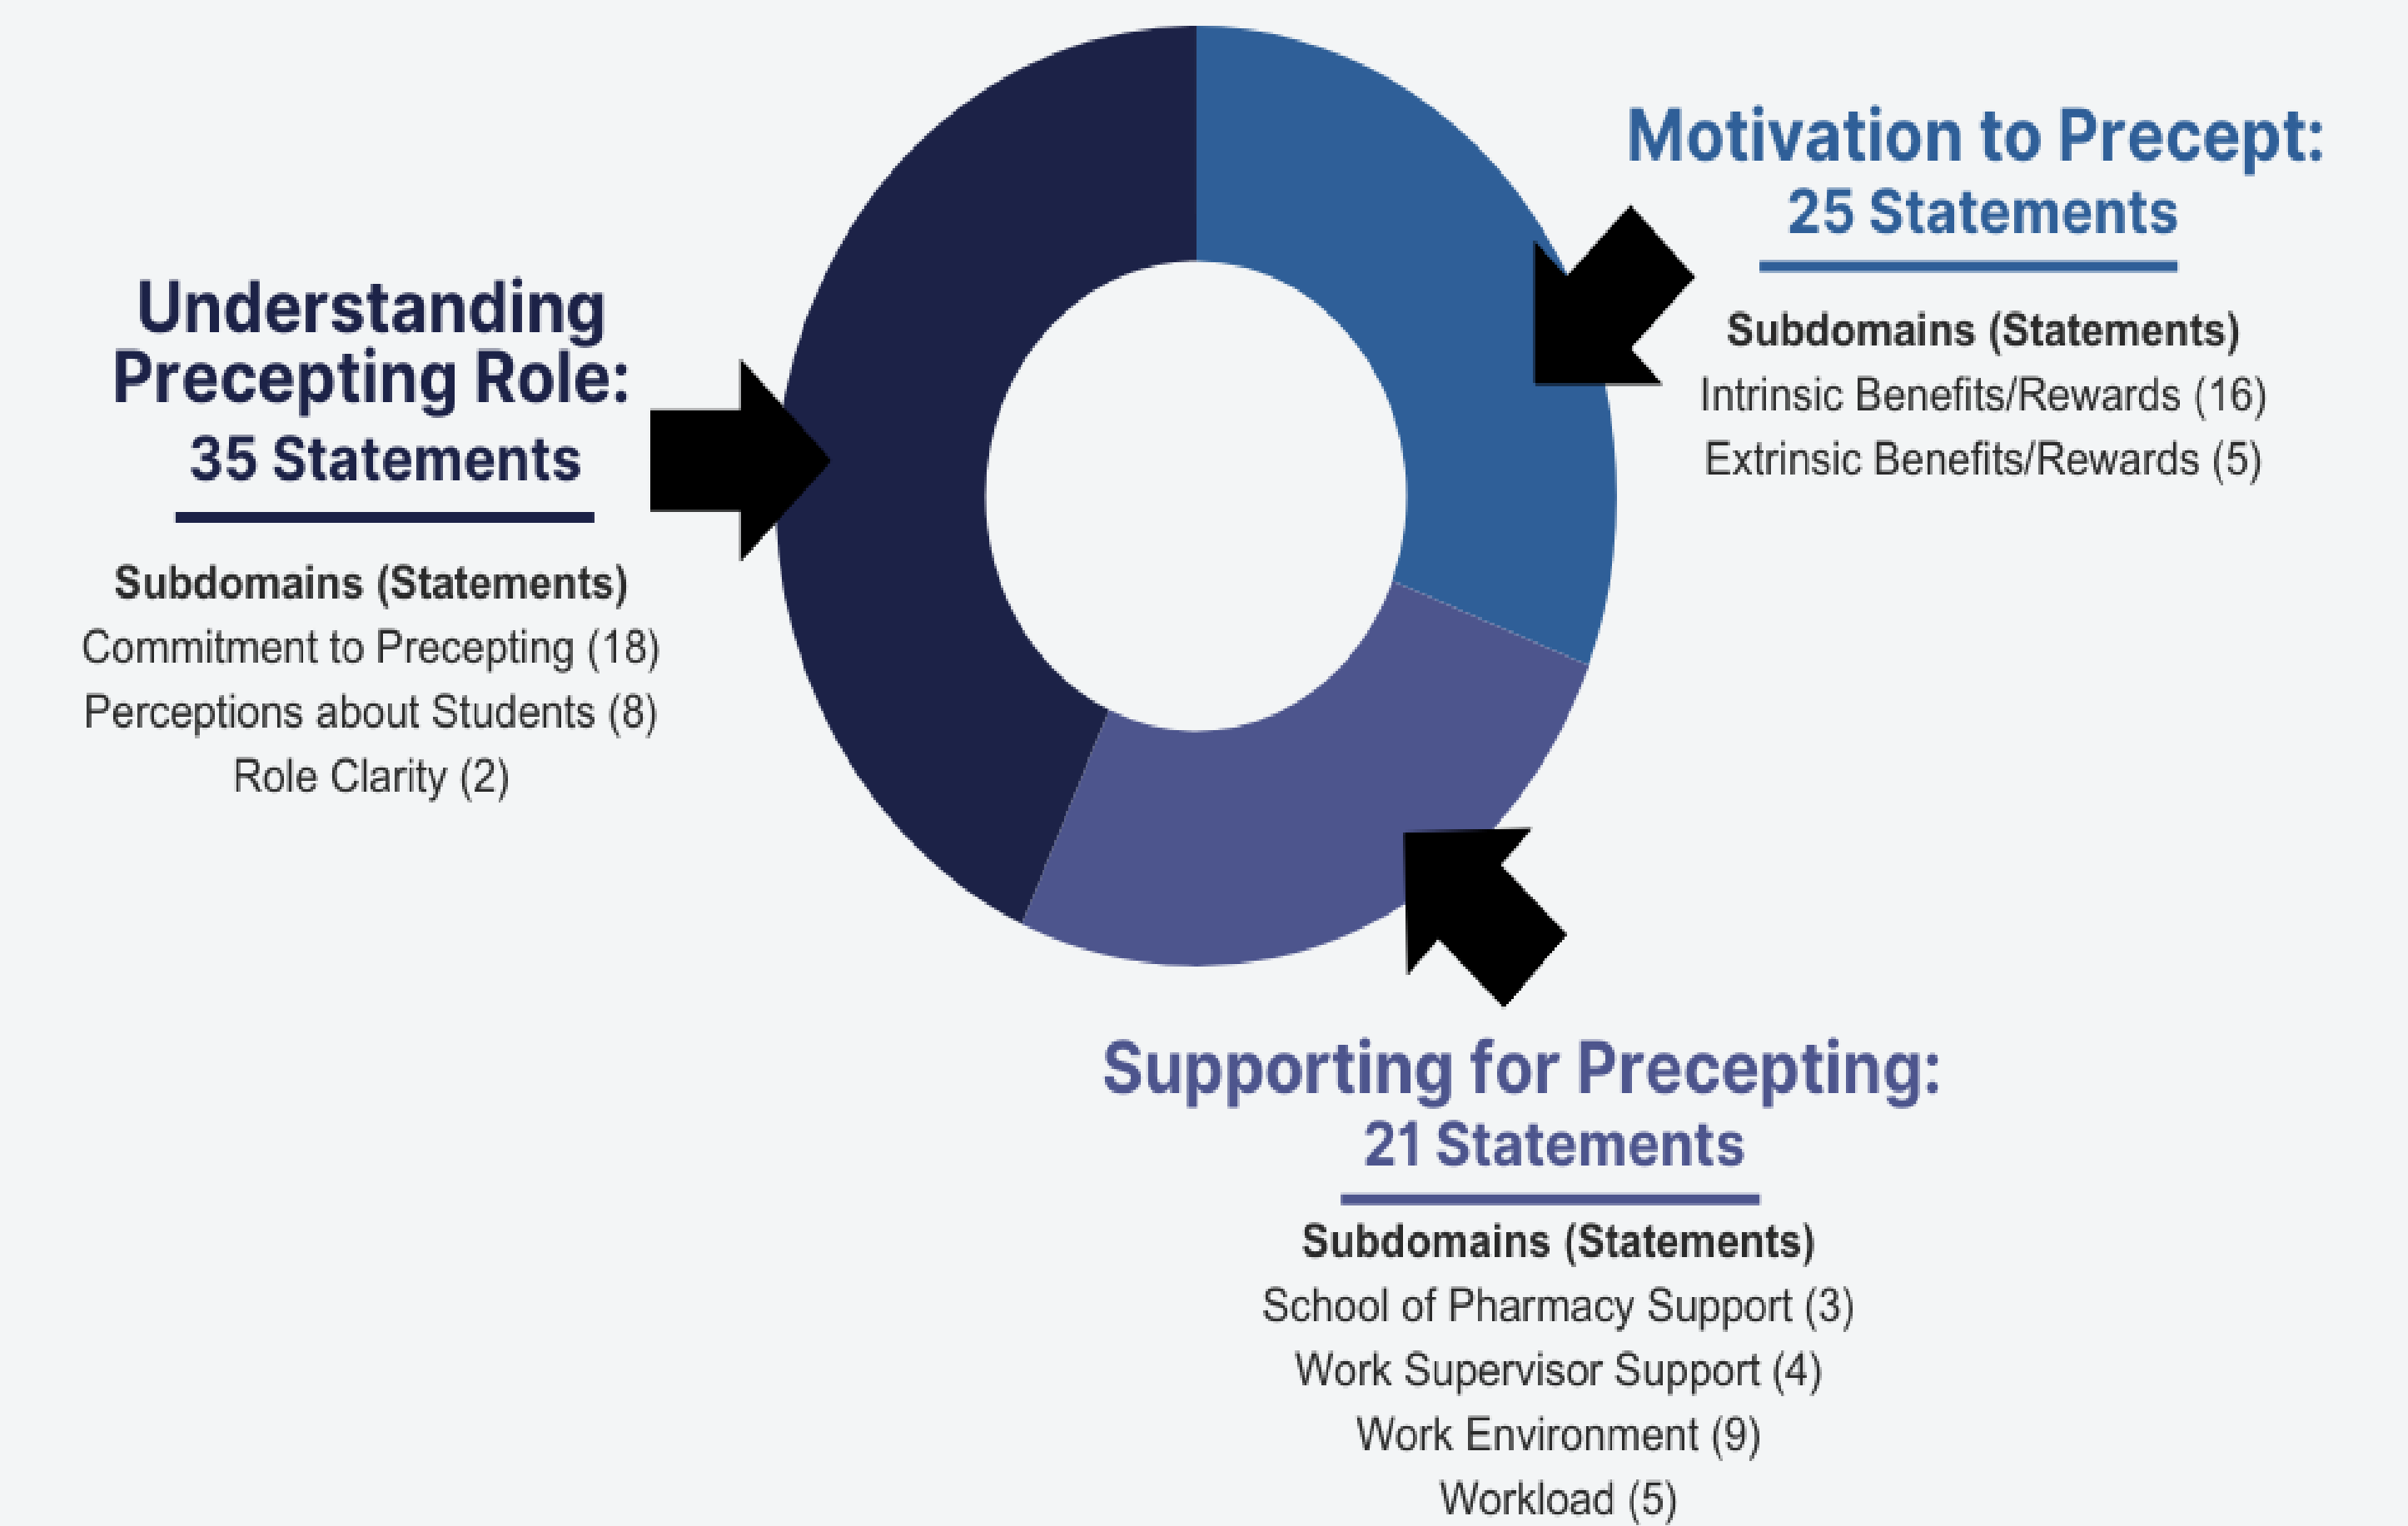 Understanding
Precepting Role:
35 Statements
Subdomains (Statements)
Commitment to Precepting (18)
Perceptions about Students (8)
Role Clarity (2)
Motivation to Precept:
25 Statements
Subdomains (Statements)
Intrinsic Benefits/Rewards (16)
Extrinsic Benefits/Rewards (5)
Supporting for Precepting:
21 Statements
Subdomains (Statements)
School of Pharmacy Support (3)
Work Supervisor Support (4)
Work Environment (9)
Workload (5)